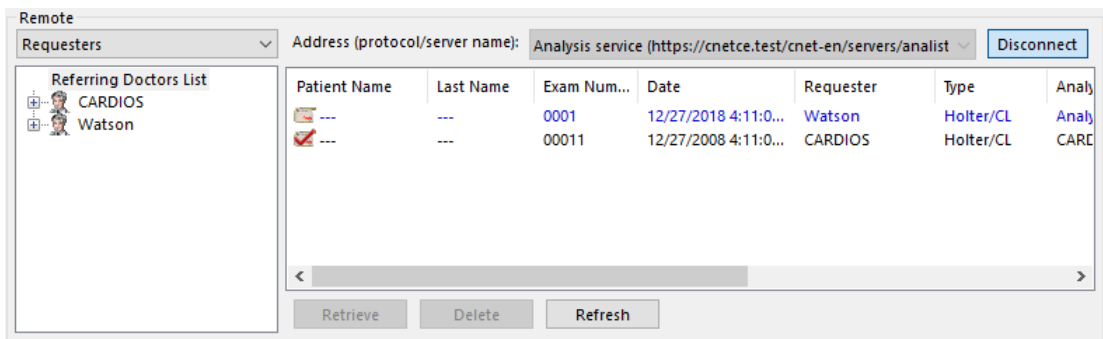 Remote
Requesters
Address (protocol/server name): Analysis service (https://cnetce.test/cnet-en/servers/analist
Disconnect
Referring Doctors List
CARDIOS
Watson
Patient Name Last Name Exam Num... Date Requester Type Analy
--- --- 0001 12/27/2018 4:11:0... Watson Holter/CL Analy
--- --- 00011 12/27/2008 4:11:0... CARDIOS Holter/CL CARD
Retrieve Delete Refresh